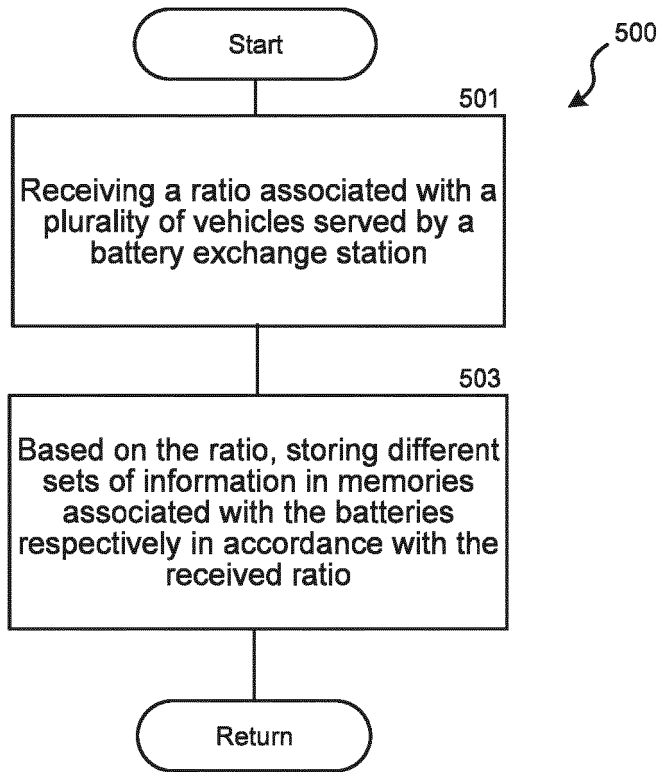 Start
500
501
Receiving a ratio associated with a
plurality of vehicles served by a
battery exchange station
503
Based on the ratio, storing different
sets of information in memories
associated with the batteries
respectively in accordance with the
received ratio
Return